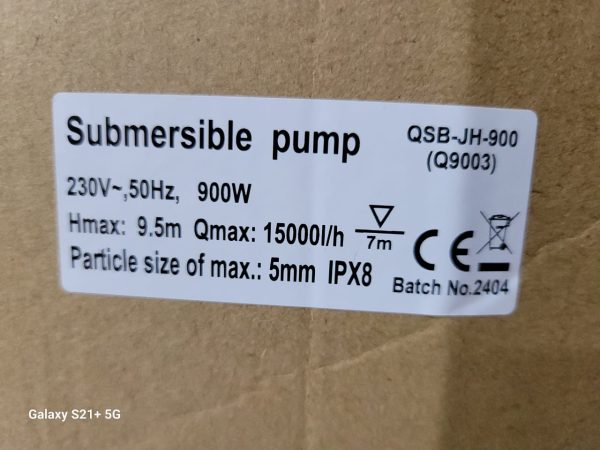 Submersible pump
QSB-JH-900
(Q9003)
230V~,50Hz, 900W
Hmax: 9.5m Qmax: 15000l/h
7m
Particle size of max.: 5mm IPX8
CE
Batch No.2404
Galaxy S21+ 5G